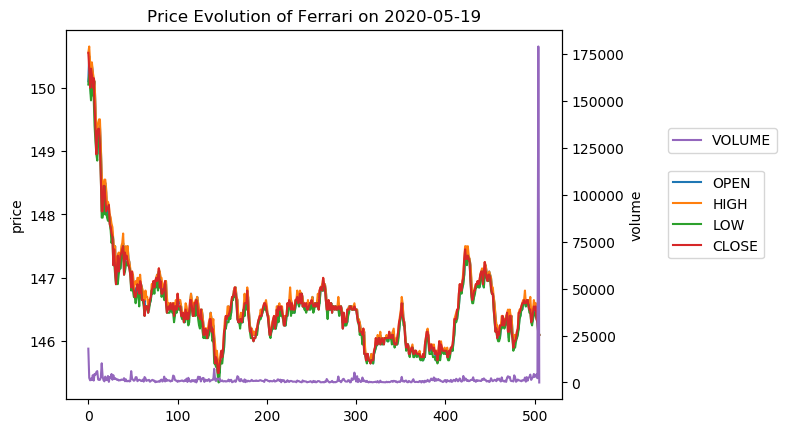 Price Evolution of Ferrari on 2020-05-19
price
150
149
148
147
146
0
100
200
300
400
500
175000
150000
125000
100000
75000
50000
25000
0
volume
VOLUME
OPEN
HIGH
LOW
CLOSE